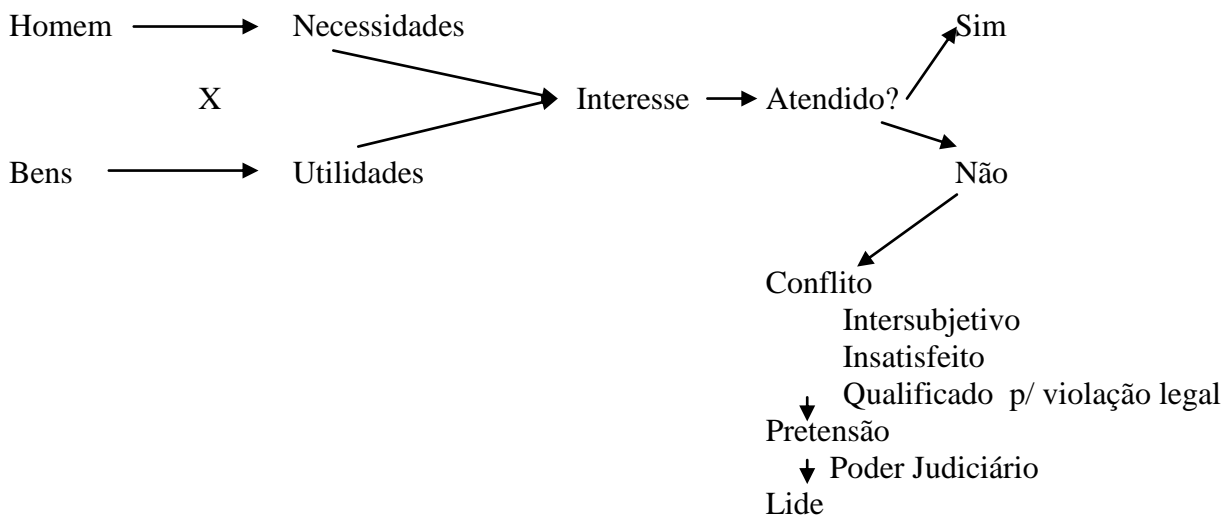 Homem Necessidades Sim
X Interesse Atendido?
Bens Utilidades Não
Conflito
Intersubjetivo
Insatisfeito
Qualificado p/ violação legal
Pretensão
Poder Judiciário
Lide